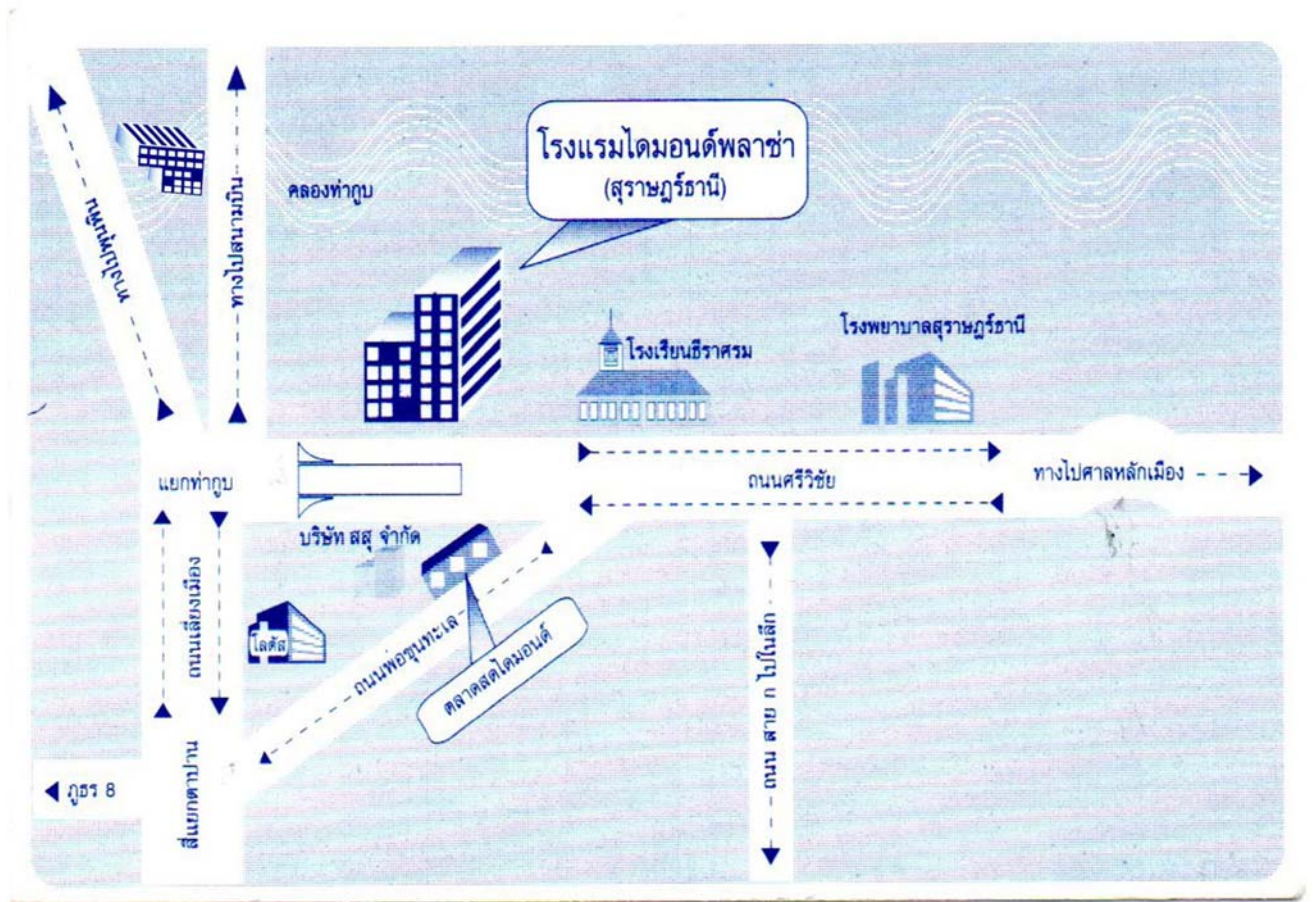 โรงแรมไดมอนด์พลาซ่า
(สุราษฎร์ธานี)
คลองท่ากูบ
ทางไปพุนพิน
ทางไปสนามบิน
โรงเรียนธีราศรม
โรงพยาบาลสุราษฎร์ธานี
แยกท่ากูบ
ถนนศรีวิชัย
ทางไปศาลหลักเมือง
บริษัท สสุ จำกัด
ถนนเลี่ยงเมือง
โลตัส
ถนนพ่อขุนทะเล
ตลาดสดไดมอนด์
ถนน สาย ก ไปในลึก
ภูธร 8
สี่แยกตาปาน